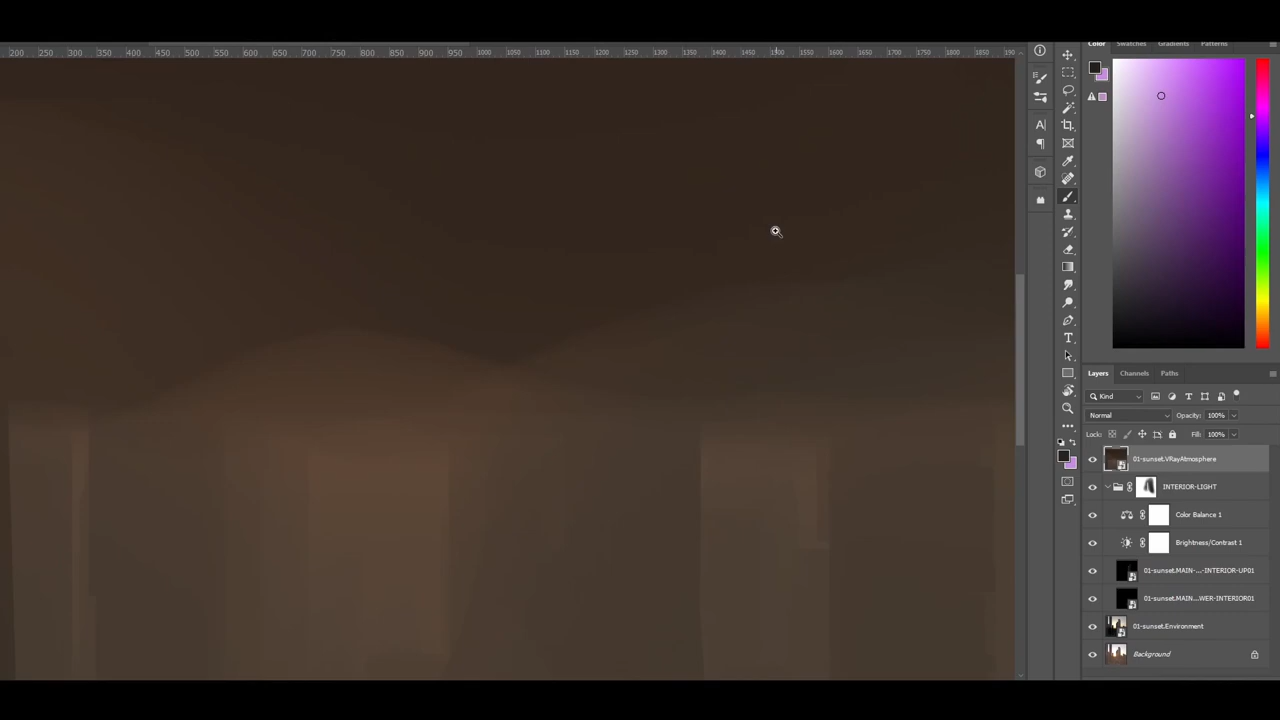 200 250 300 350 400 450 500 550 600 650 700 750 800 850 900 950 1000 1050 1100 1150 1200 1250 1300 1350 1400 1450 1500 1550 1600 1650 1700 1750 1800 1850 190
Color Swatches Gradients Patterns
Layers Channels Paths
Kind
Normal Opacity: 100%
Lock: Fill: 100%
01-sunset.VRayAtmosphere
INTERIOR-LIGHT
Color Balance 1
Brightness/Contrast 1
01-sunset.MAIN-...-INTERIOR-UP01
01-sunset.MAIN...WER-INTERIOR01
01-sunset.Environment
Background